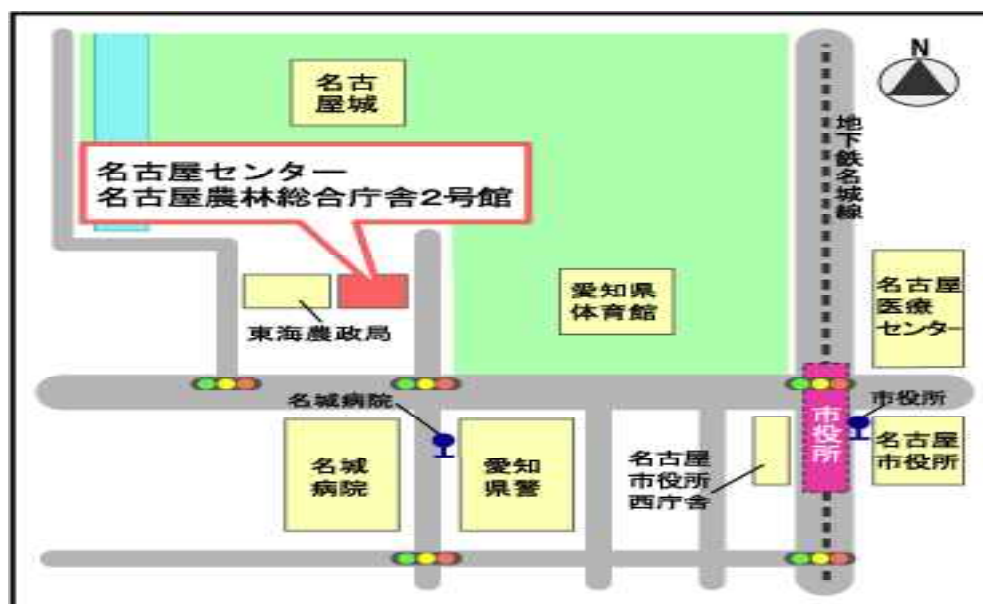 N
名古
屋城
地下鉄名城線
名古屋センター
名古屋農林総合庁舎2号館
愛知県
体育館
名古屋
医療
センター
東海農政局
名城病院
市役所
市役所
名城
病院
愛知
県警
名古屋
市役所
西庁舎
名古屋
市役所